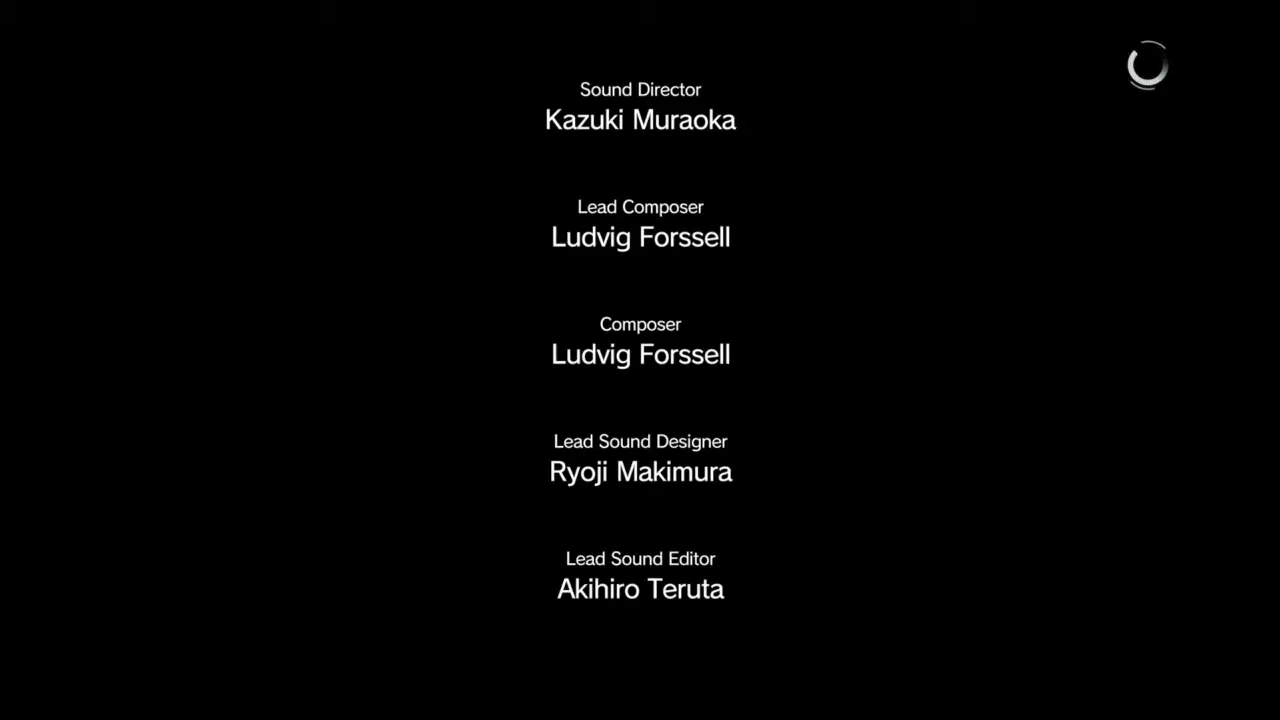 Sound Director
Kazuki Muraoka
Lead Composer
Ludvig Forssell
Composer
Ludvig Forssell
Lead Sound Designer
Ryoji Makimura
Lead Sound Editor
Akihiro Teruta